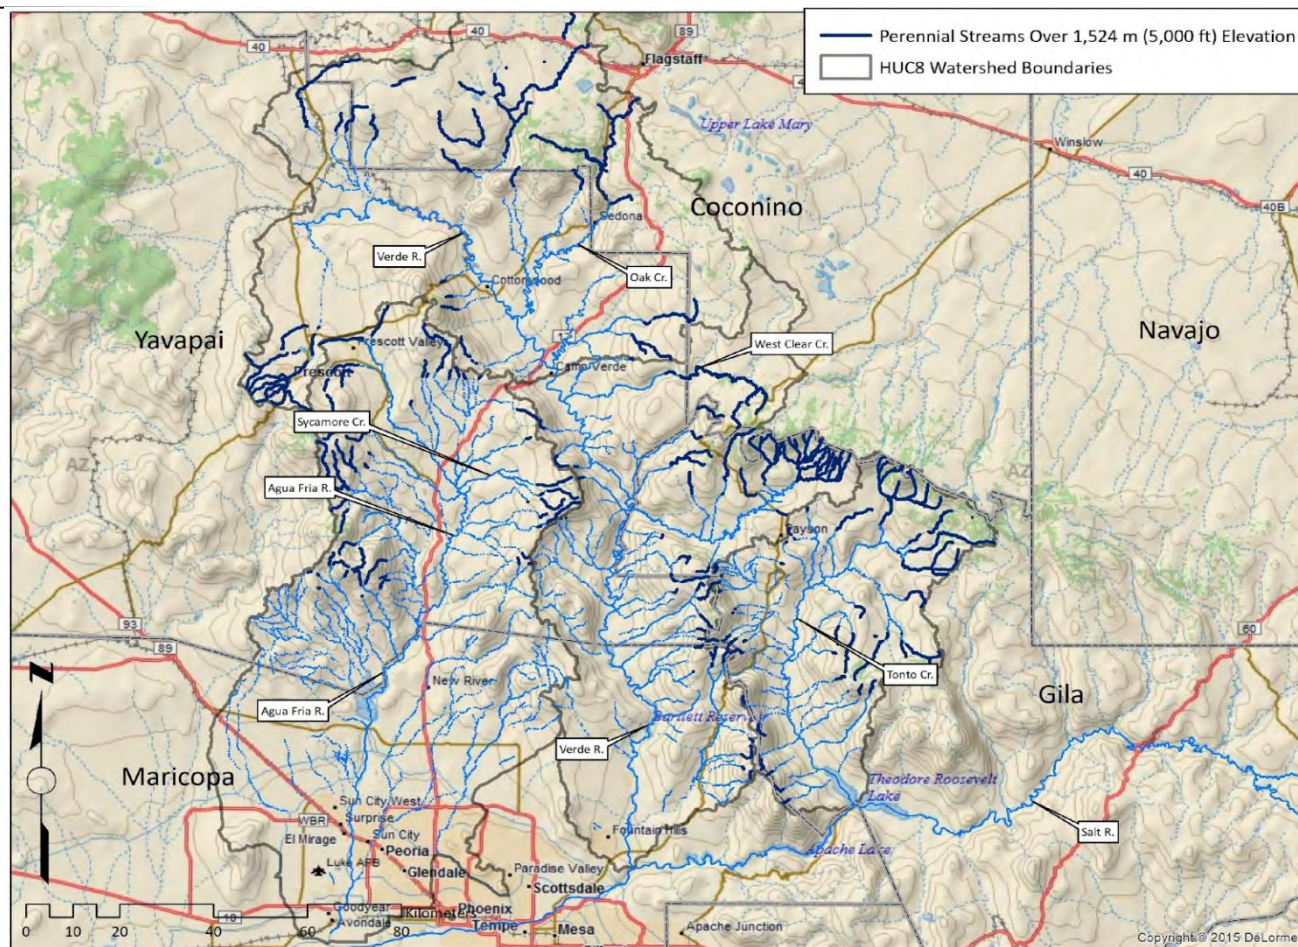 Perennial Streams Over 1,524 m (5,000 ft) Elevation
HUC8 Watershed Boundaries
40
40
89
Flagstaff
Upper Lake Mary
Winslow
40
40B
Coconino
Sedona
Verde R.
Oak Cr.
Cottonwood
Yavapai
Navajo
Prescott Valley
West Clear Cr.
Camp Verde
Prescott
Sycamore Cr.
AZ
AZ
Agua Fria R.
Payson
93
89
60
Tonto Cr.
New River
Gila
Agua Fria R.
Bartlett Reservoir
Verde R.
Maricopa
Theodore Roosevelt
Lake
Sun City West
WBRI
Surprise
El Mirage
Sun City
Peoria
Fountain Hills
Salt R.
Apache Lake
Luke AFB
Glendale
Paradise Valley
Scottsdale
Goodyear
Avondale
10
Kilometers
Phoenix
Tempe
Mesa
Apache Junction
0 10 20 40 60 80
Copyright © 2015 DeLorme
N